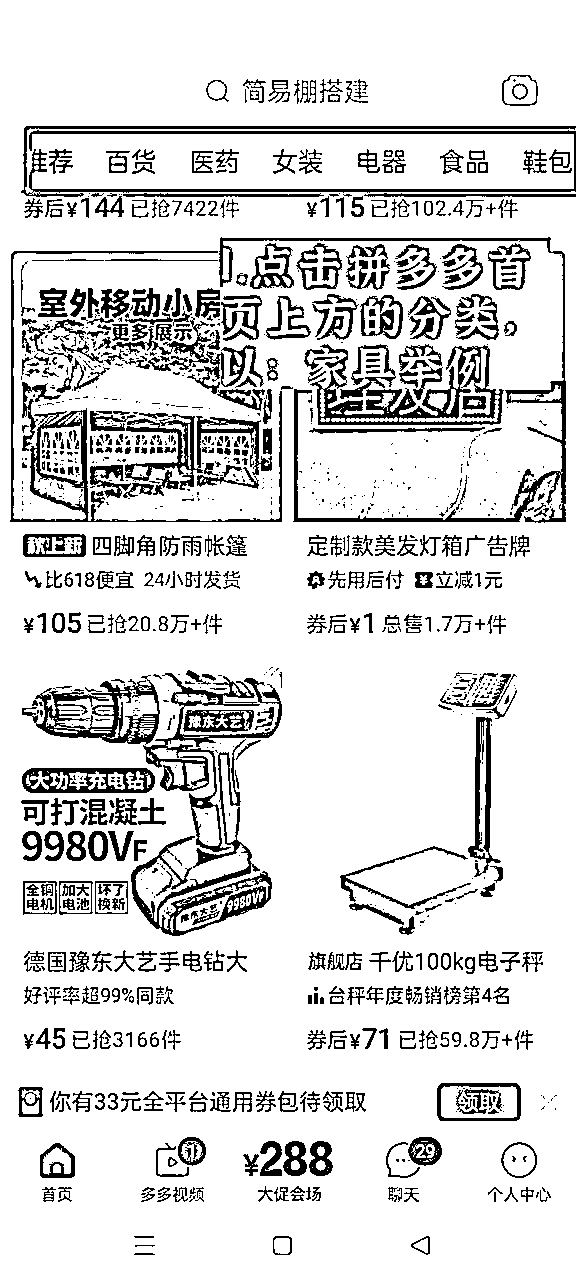 简易棚搭建
推荐 百货 医药 女装 电器 食品 鞋包
券后¥144 已抢7422件
¥115 已抢102.4万+件
1.点击拼多多首
页上方的分类，
以：家具举例
室外移动小房
更多展示
理发店
四脚角防雨帐篷
比618便宜 24小时发货
¥105 已抢20.8万+件
定制款美发灯箱广告牌
先用后付 立减1元
券后¥1 总售1.7万+件
豫东大艺
大功率充电钻
可打混凝土
9980VF
全铜电机 加大电池 坏了换新
豫东大艺 9980VF
德国豫东大艺手电钻大
好评率超99%同款
¥45 已抢3166件
旗舰店 千优100kg电子秤
台秤年度畅销榜第4名
券后¥71 已抢59.8万+件
你有33元全平台通用券包待领取 领取
¥288
首页 多多视频 大促会场 聊天 个人中心
29